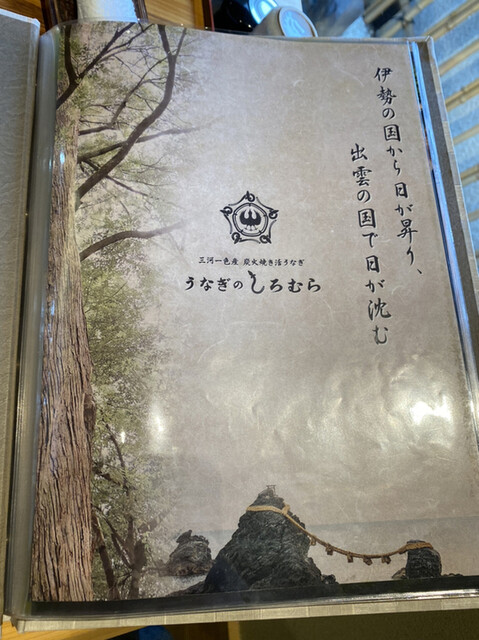 伊勢の国から日が昇り、
出雲の国で日が沈む
三河一色産 炭火焼き活うなぎ
うなぎのしろむら